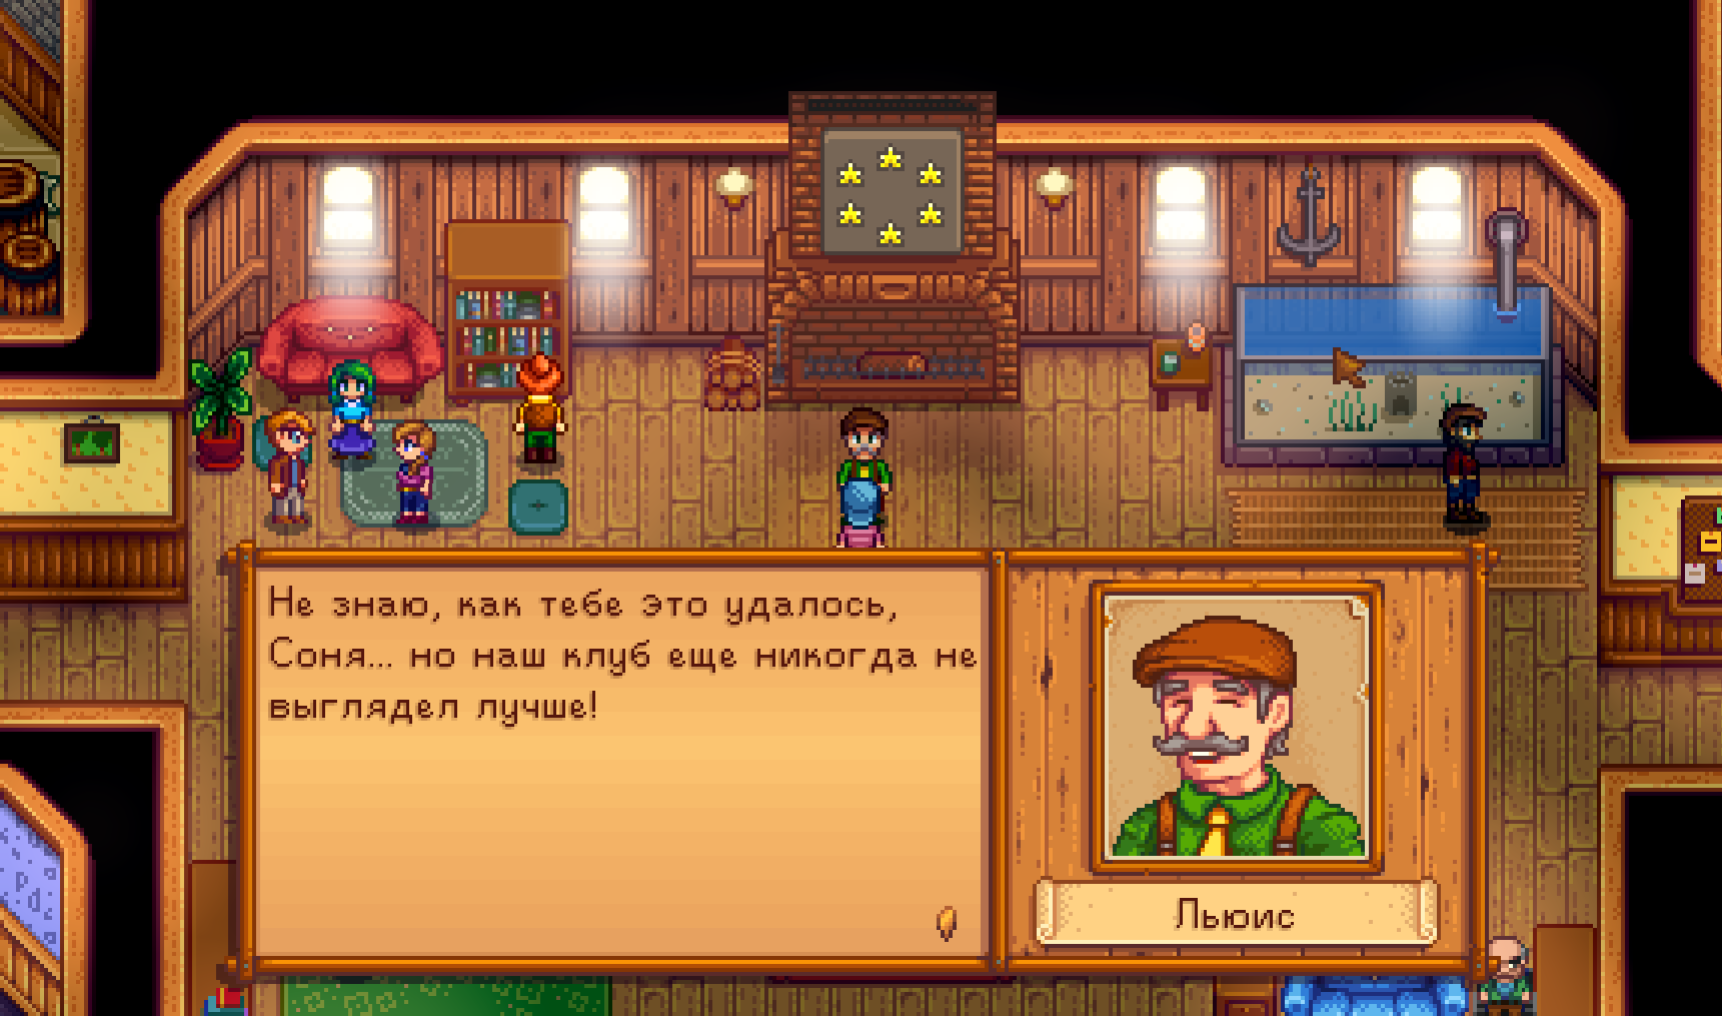 Не знаю, как тебе это удалось,
Соня... но наш клуб еще никогда не
выглядел лучше!
Льюис